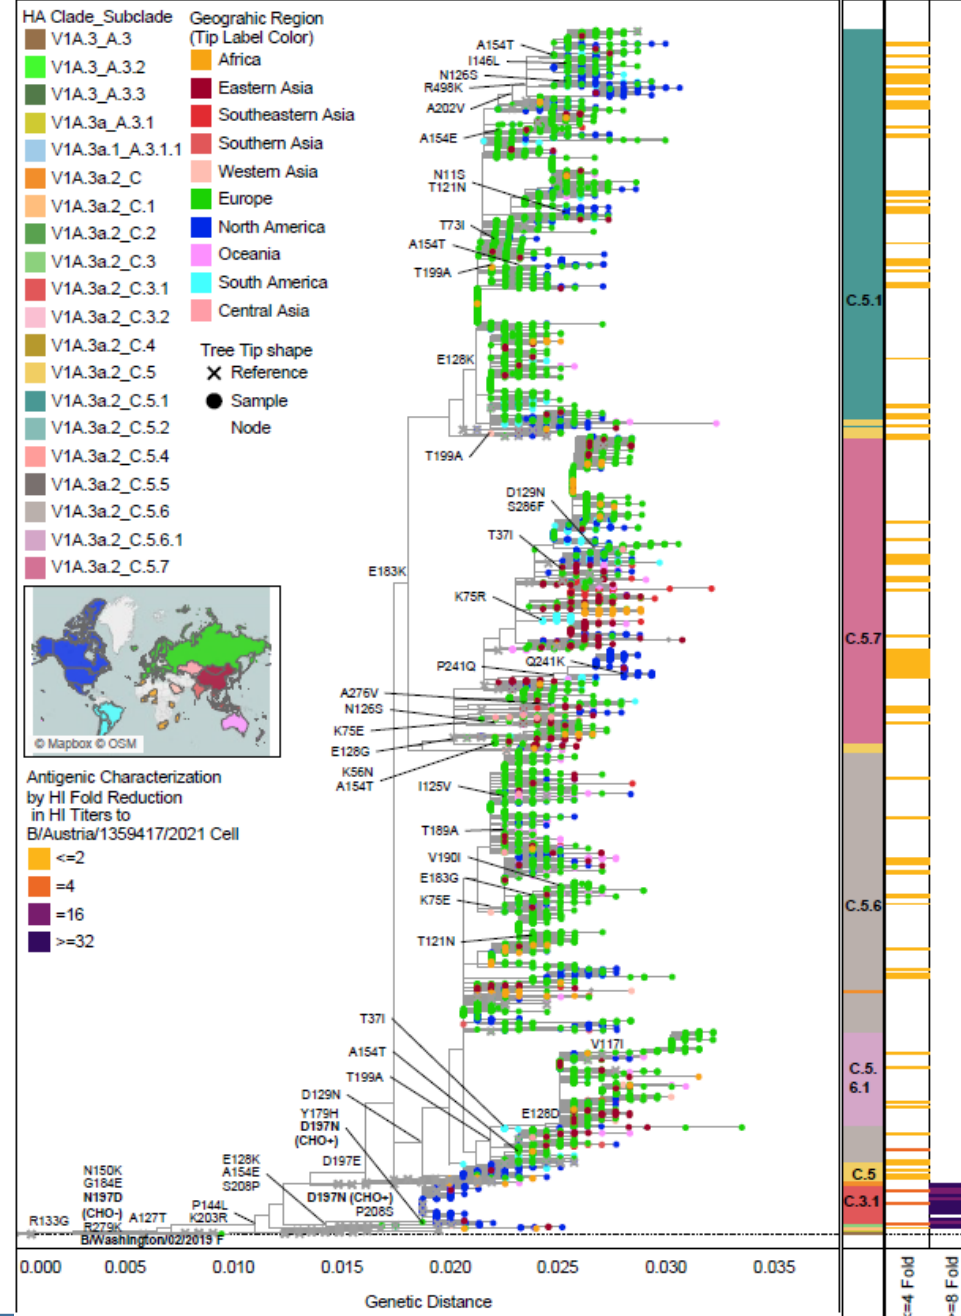 HA Clade_Subclade
V1A.3_A.3
V1A.3_A.3.2
V1A.3_A.3.3
V1A.3a_A.3.1
V1A.3a.1_A.3.1.1
V1A.3a.2_C
V1A.3a.2_C.1
V1A.3a.2_C.2
V1A.3a.2_C.3
V1A.3a.2_C.3.1
V1A.3a.2_C.3.2
V1A.3a.2_C.4
V1A.3a.2_C.5
V1A.3a.2_C.5.1
V1A.3a.2_C.5.2
V1A.3a.2_C.5.4
V1A.3a.2_C.5.5
V1A.3a.2_C.5.6
V1A.3a.2_C.5.6.1
V1A.3a.2_C.5.7
Geograhic Region
(Tip Label Color)
Africa
Eastern Asia
Southeastern Asia
Southern Asia
Western Asia
Europe
North America
Oceania
South America
Central Asia
Tree Tip shape
Reference
Sample
Node
© Mapbox © OSM
Antigenic Characterization
by HI Fold Reduction
in HI Titers to
B/Austria/1359417/2021 Cell
<=2
=4
=16
>=32
A154T
I146L
N126S
R498K
A202V
A154E
N11S
T121N
T73I
A154T
T199A
E128K
T199A
D129N
S286F
T37I
E183K
K75R
P241Q
Q241K
A276V
N126S
K75E
E128G
K56N
A154T
I125V
T189A
V190I
E183G
K75E
T121N
T37I
A154T
T199A
V117I
D129N
E128D
Y179H
D197N
(CHO+)
D197E
E128K
A154E
S208P
D197N (CHO+)
P208S
N150K
G184E
N197D
(CHO-)
R279K
P144L
K203R
A127T
R133G
B/Washington/02/2019 F
C.5.1
C.5.7
C.5.6
C.5.
6.1
C.5
C.3.1
0.000
0.005
0.010
0.015
0.020
0.025
0.030
0.035
Genetic Distance
=4 Fold
>=8 Fold